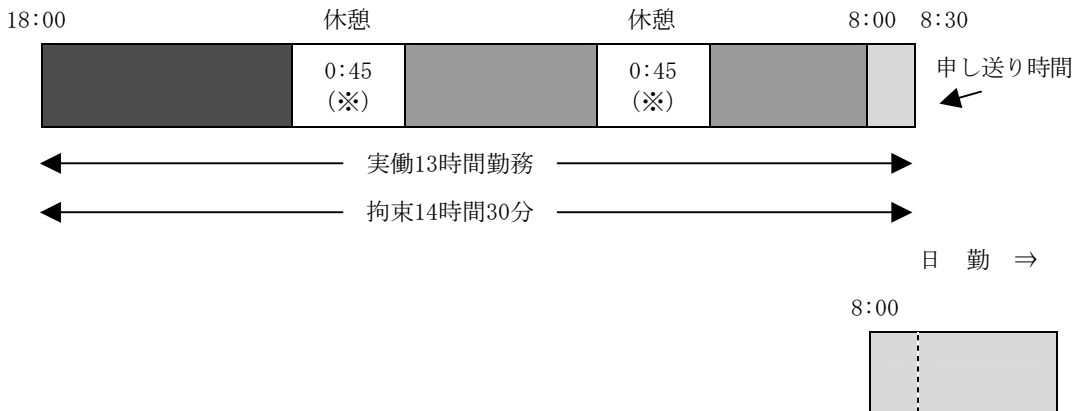 18:00 休憩 休憩 8:00 8:30
0:45 0:45 申し送り時間
(※) (※)
実働13時間勤務
拘束14時間30分
日 勤 ⇒
8:00